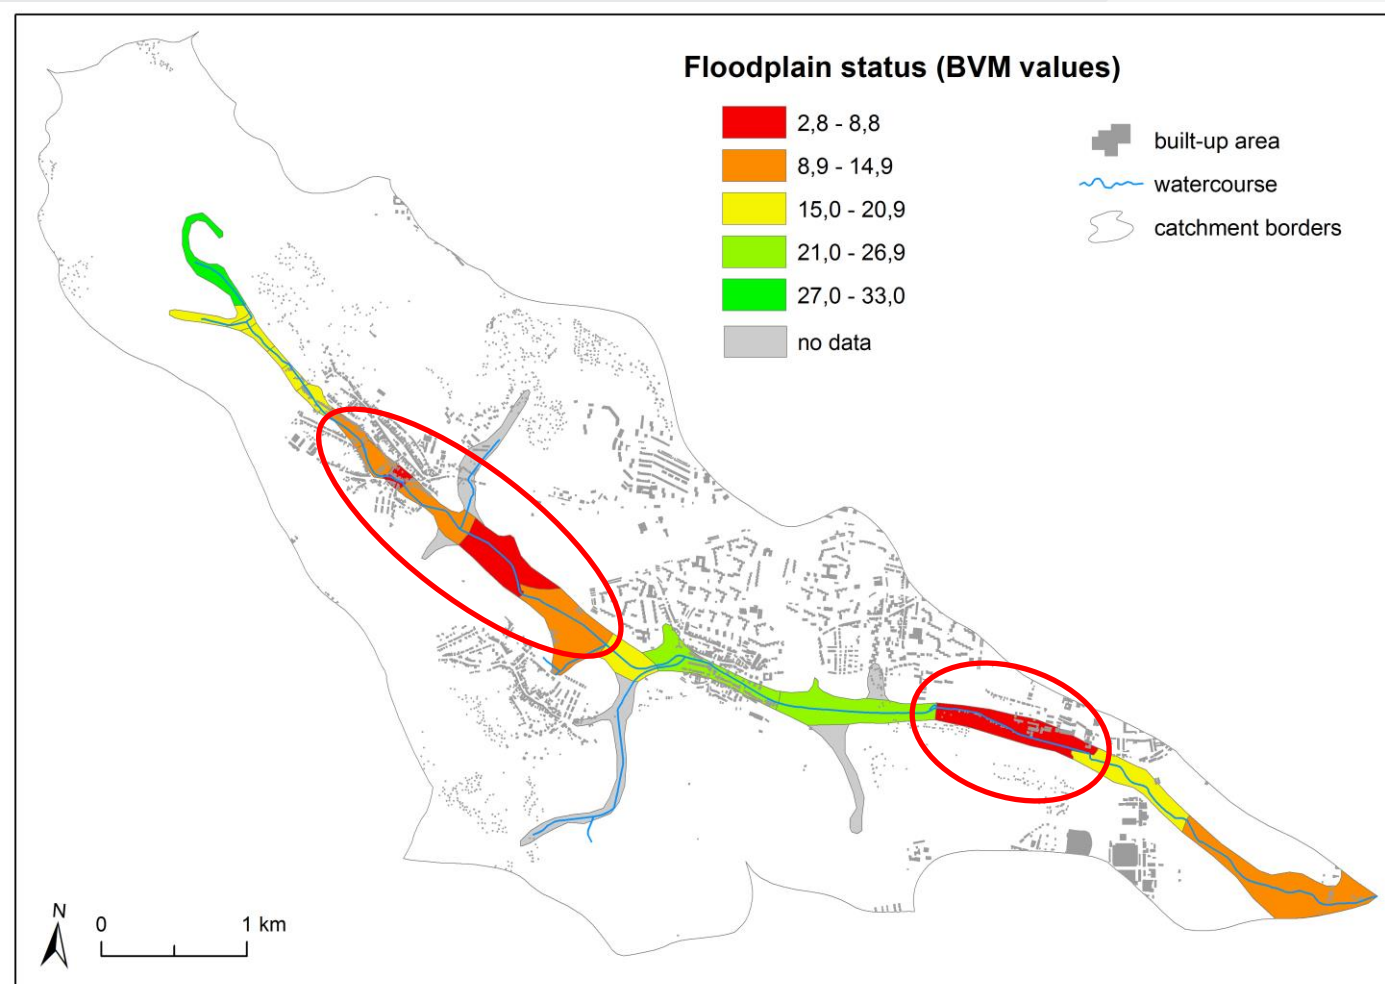 Floodplain status (BVM values)
2,8 - 8,8
8,9 - 14,9
15,0 - 20,9
21,0 - 26,9
27,0 - 33,0
no data
built-up area
watercourse
catchment borders
N
0 1 km